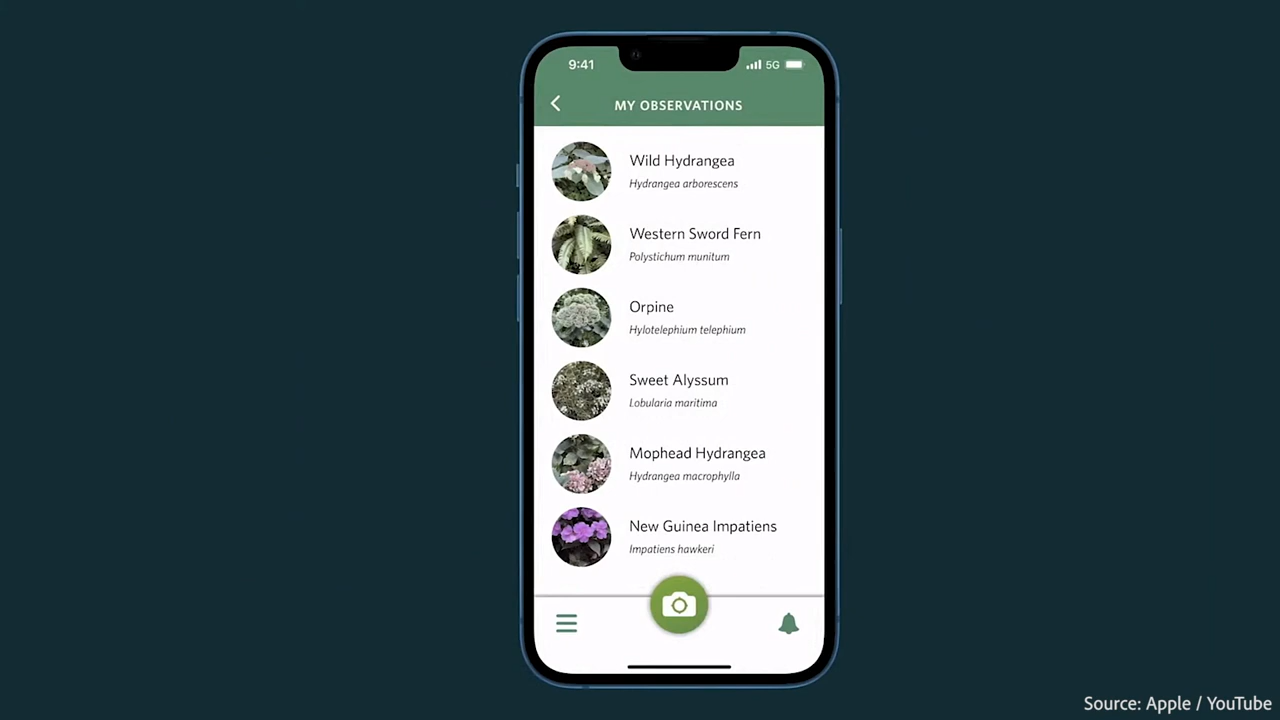 9:41
5G
MY OBSERVATIONS
Wild Hydrangea
Hydrangea arborescens
Western Sword Fern
Polystichum munitum
Orpine
Hylotelephium telephium
Sweet Alyssum
Lobularia maritima
Mophead Hydrangea
Hydrangea macrophylla
New Guinea Impatiens
Impatiens hawkeri
Source: Apple / YouTube